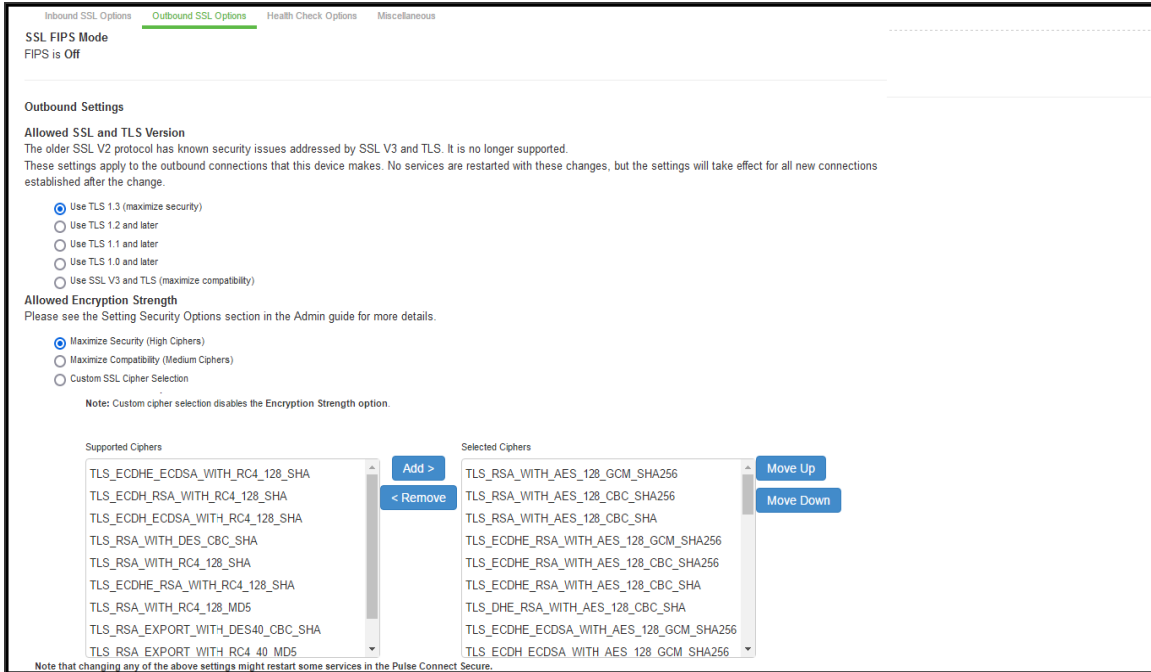 Inbound SSL Options Outbound SSL Options Health Check Options Miscellaneous
SSL FIPS Mode
FIPS is Off
Outbound Settings
Allowed SSL and TLS Version
The older SSL V2 protocol has known security issues addressed by SSL V3 and TLS. It is no longer supported.
These settings apply to the outbound connections that this device makes. No services are restarted with these changes, but the settings will take effect for all new connections
established after the change.
Use TLS 1.3 (maximize security)
Use TLS 1.2 and later
Use TLS 1.1 and later
Use TLS 1.0 and later
Use SSL V3 and TLS (maximize compatibility)
Allowed Encryption Strength
Please see the Setting Security Options section in the Admin guide for more details.
Maximize Security (High Ciphers)
Maximize Compatibility (Medium Ciphers)
Custom SSL Cipher Selection
Note: Custom cipher selection disables the Encryption Strength option.
Supported Ciphers
TLS_ECDHE_ECDSA_WITH_RC4_128_SHA
TLS_ECDH_RSA_WITH_RC4_128_SHA
TLS_ECDH_ECDSA_WITH_RC4_128_SHA
TLS_RSA_WITH_DES_CBC_SHA
TLS_RSA_WITH_RC4_128_SHA
TLS_ECDHE_RSA_WITH_RC4_128_SHA
TLS_RSA_WITH_RC4_128_MD5
TLS_RSA_EXPORT_WITH_DES40_CBC_SHA
TLS_RSA_EXPORT_WITH_RC4_40_MD5
Add >
< Remove
Selected Ciphers
TLS_RSA_WITH_AES_128_GCM_SHA256
TLS_RSA_WITH_AES_128_CBC_SHA256
TLS_RSA_WITH_AES_128_CBC_SHA
TLS_ECDHE_RSA_WITH_AES_128_GCM_SHA256
TLS_ECDHE_RSA_WITH_AES_128_CBC_SHA256
TLS_ECDHE_RSA_WITH_AES_128_CBC_SHA
TLS_DHE_RSA_WITH_AES_128_CBC_SHA
TLS_ECDHE_ECDSA_WITH_AES_128_GCM_SHA256
TLS_ECDH_ECDSA_WITH_AES_128_GCM_SHA256
Move Up
Move Down
Note that changing any of the above settings might restart some services in the Pulse Connect Secure.